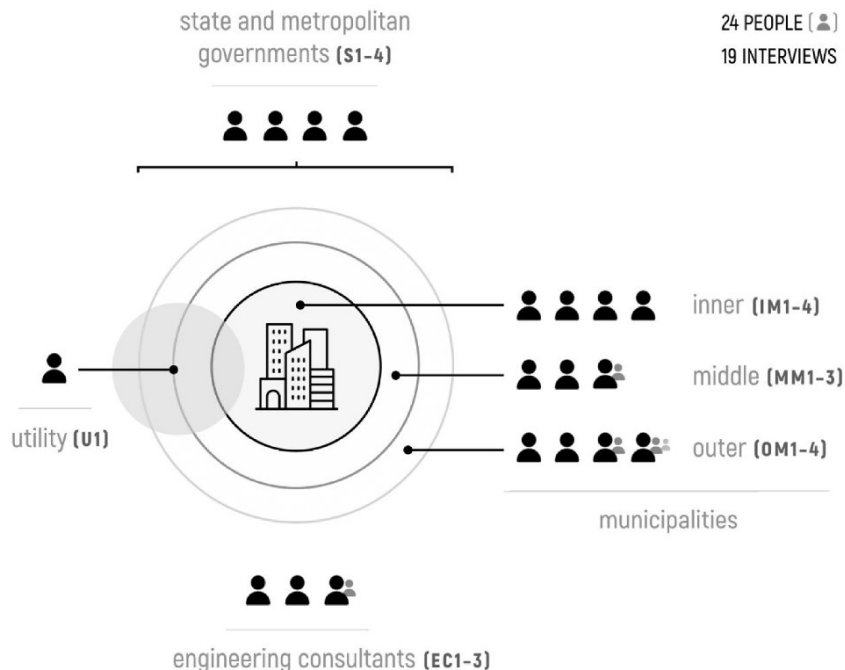 state and metropolitan
governments (S1-4)
24 PEOPLE ( )
19 INTERVIEWS
inner (IM1-4)
middle (MM1-3)
utility (U1)
outer (OM1-4)
municipalities
engineering consultants (EC1-3)